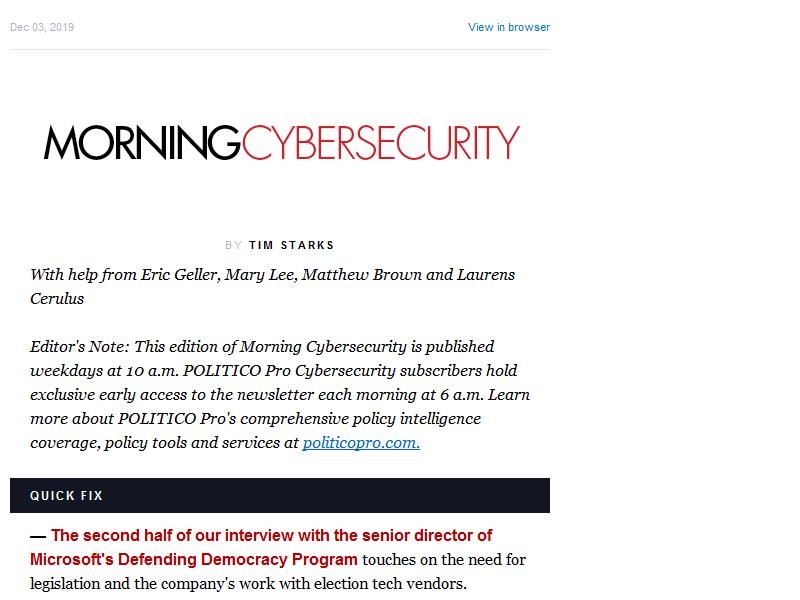 Dec 03, 2019 View in browser
MORNINGCYBERSECURITY
BY TIM STARKS
With help from Eric Geller, Mary Lee, Matthew Brown and Laurens
Cerulus
Editor's Note: This edition of Morning Cybersecurity is published
weekdays at 10 a.m. POLITICO Pro Cybersecurity subscribers hold
exclusive early access to the newsletter each morning at 6 a.m. Learn
more about POLITICO Pro's comprehensive policy intelligence
coverage, policy tools and services at politicopro.com.
QUICK FIX
— The second half of our interview with the senior director of
Microsoft's Defending Democracy Program touches on the need for
legislation and the company's work with election tech vendors.